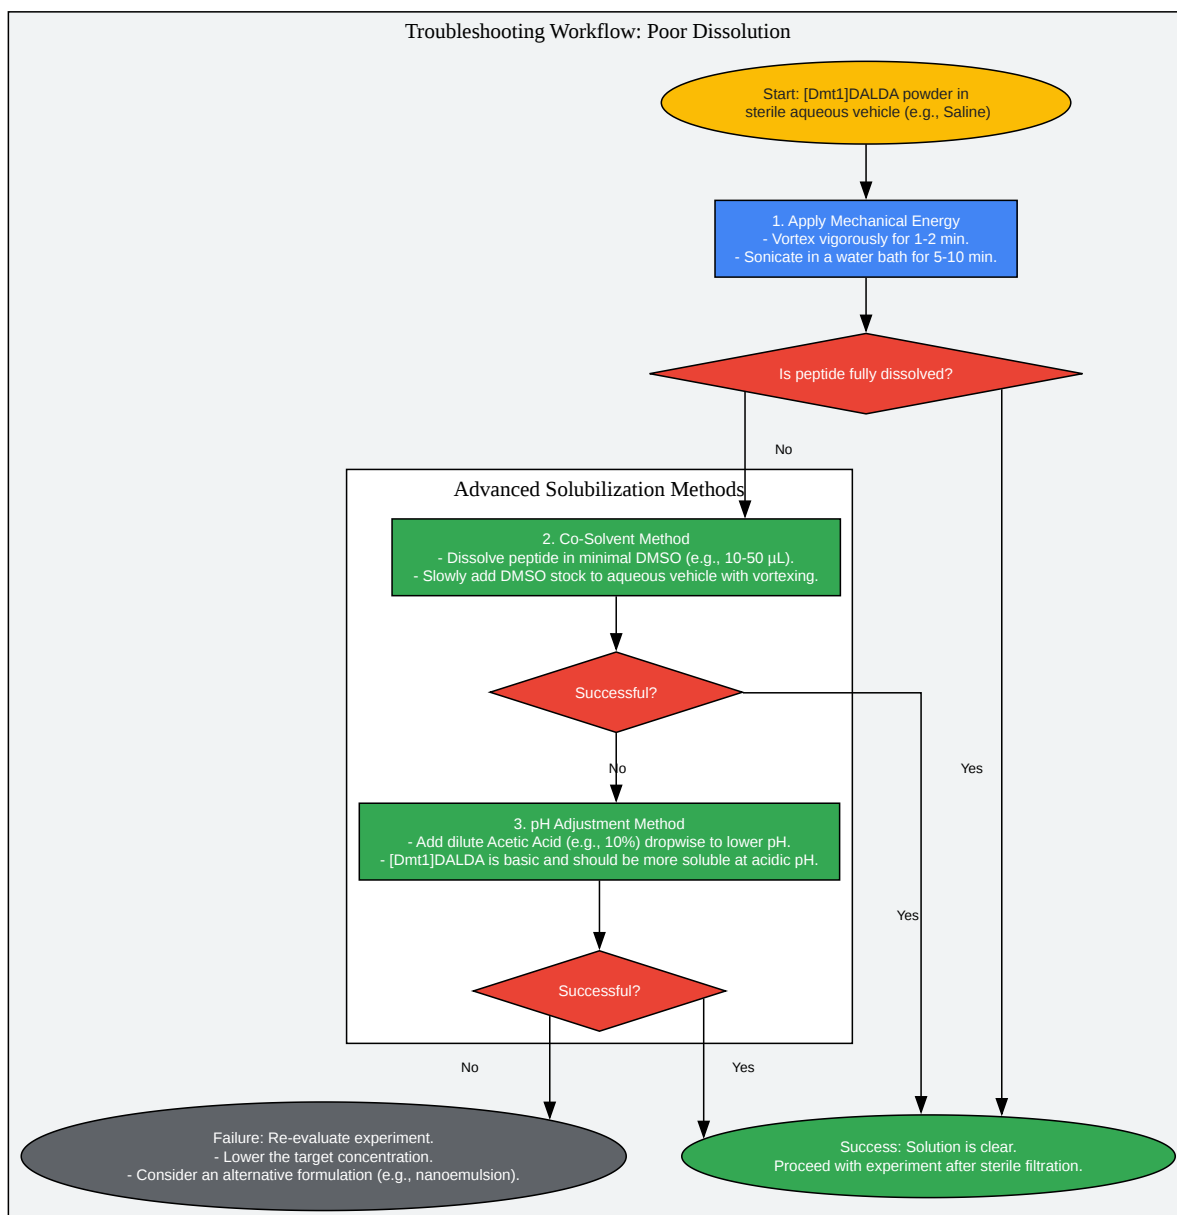 Troubleshooting Workflow: Poor Dissolution
Start: [Dmt1]DALDA powder in
sterile aqueous vehicle (e.g., Saline)
1. Apply Mechanical Energy
- Vortex vigorously for 1-2 min.
- Sonicate in a water bath for 5-10 min.
Is peptide fully dissolved?
No
Advanced Solubilization Methods
2. Co-Solvent Method
- Dissolve peptide in minimal DMSO (e.g., 10-50 µL).
- Slowly add DMSO stock to aqueous vehicle with vortexing.
Successful?
No
Yes
3. pH Adjustment Method
- Add dilute Acetic Acid (e.g., 10%) dropwise to lower pH.
- [Dmt1]DALDA is basic and should be more soluble at acidic pH.
Yes
Successful?
No
Yes
Failure: Re-evaluate experiment.
- Lower the target concentration.
- Consider an alternative formulation (e.g., nanoemulsion).
Success: Solution is clear.
Proceed with experiment after sterile filtration.